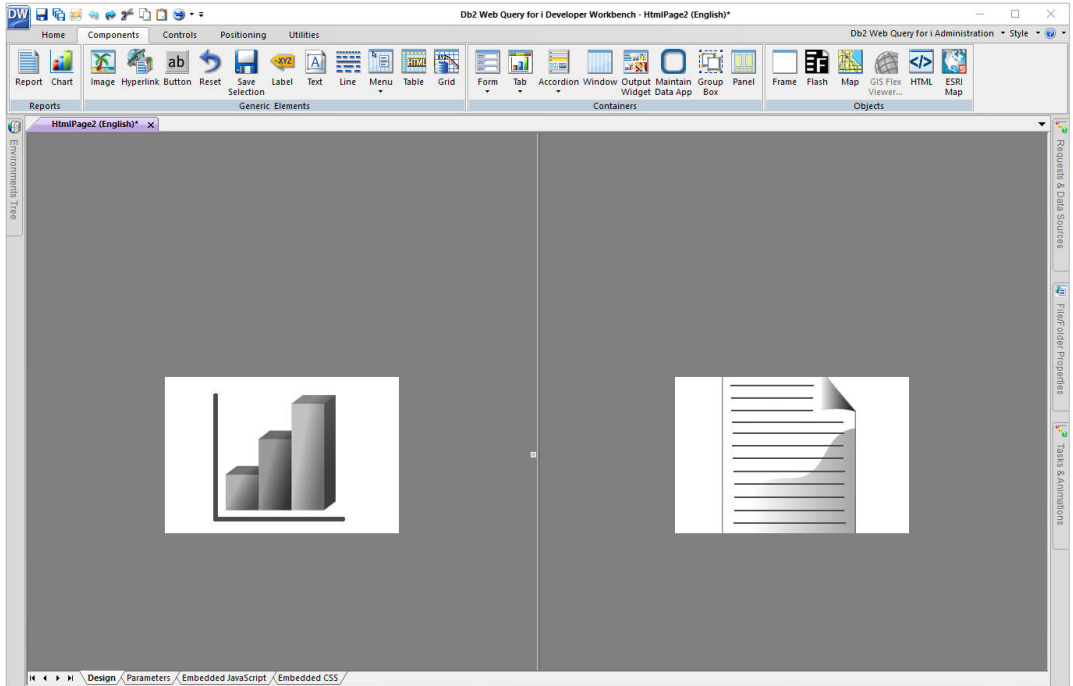 DW
Db2 Web Query for i Developer Workbench - HtmlPage2 (English)*
Home Components Controls Positioning Utilities
Db2 Web Query for i Administration Style
Report Chart Image Hyperlink Button Reset Save Selection Label Text Line Menu Table Grid Form Tab Accordion Window Output Widget Maintain Data App Group Box Panel Frame Flash Map GIS Flex Viewer... HTML ESRI Map
Reports Generic Elements Containers Objects
HtmlPage2 (English)*
Environments Tree
Requests & Data Sources
File/Folder Properties
Tasks & Animations
Design Parameters Embedded JavaScript Embedded CSS